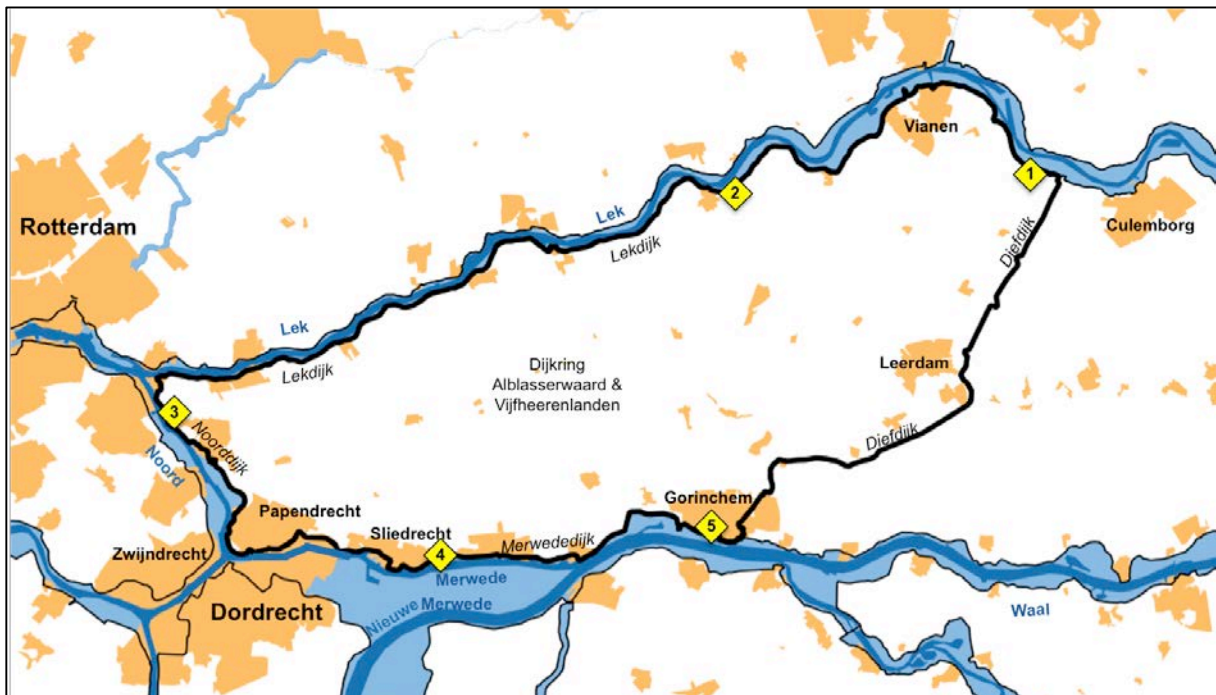 Vianen
1
2
Lek
Culemborg
Rotterdam
Lekdijk
Diefdijk
Lek
Lekdijk
Dijkring
Alblasserwaard &
Vijfheerenlanden
Leerdam
3
Noorddijk
Diefdijk
Noord
Gorinchem
Papendrecht
5
Sliedrecht
4
Merwededijk
Zwijndrecht
Merwede
Dordrecht
Nieuwe Merwede
Waal